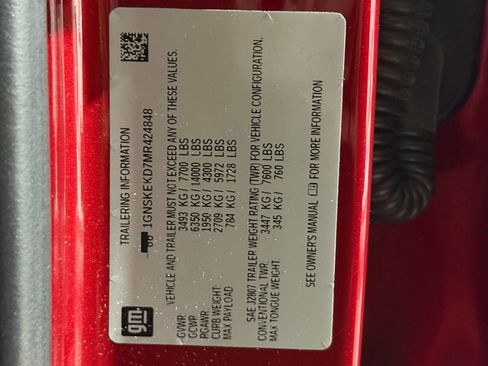 TRAILERING INFORMATION
1GNSKEKD7MR424848
gm
VEHICLE AND TRAILER MUST NOT EXCEED ANY OF THESE VALUES.
GVWR 3493 KG/ 7700 LBS
GCWR 6350 KG/14000 LBS
RGAWR 1950 KG/ 4300 LBS
CURB WEIGHT: 2709 KG/ 5972 LBS
MAX PAYLOAD 784 KG/ 1728 LBS
SAE J2807 TRAILER WEIGHT RATING (TWR) FOR VEHICLE CONFIGURATION.
CONVENTIONAL TWR: 3447 KG/ 7600 LBS
MAX TONGUE WEIGHT: 345 KG/ 760 LBS
SEE OWNER'S MANUAL FOR MORE INFORMATION